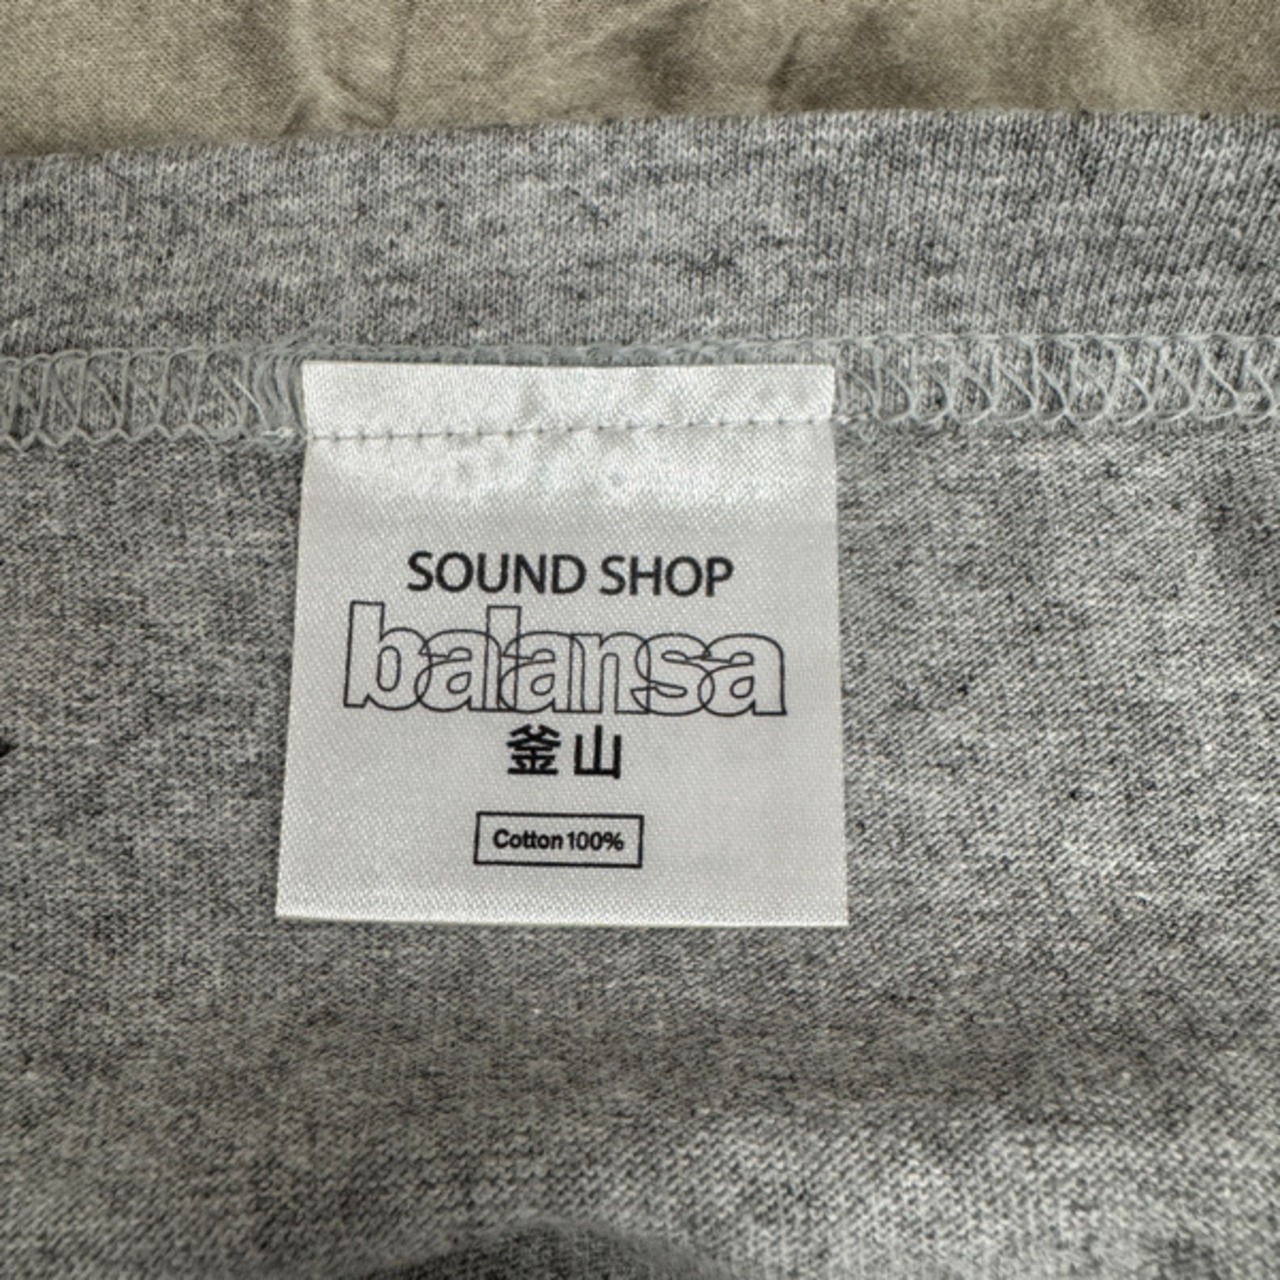 SOUND SHOP
balansa
釜山
Cotton 100%